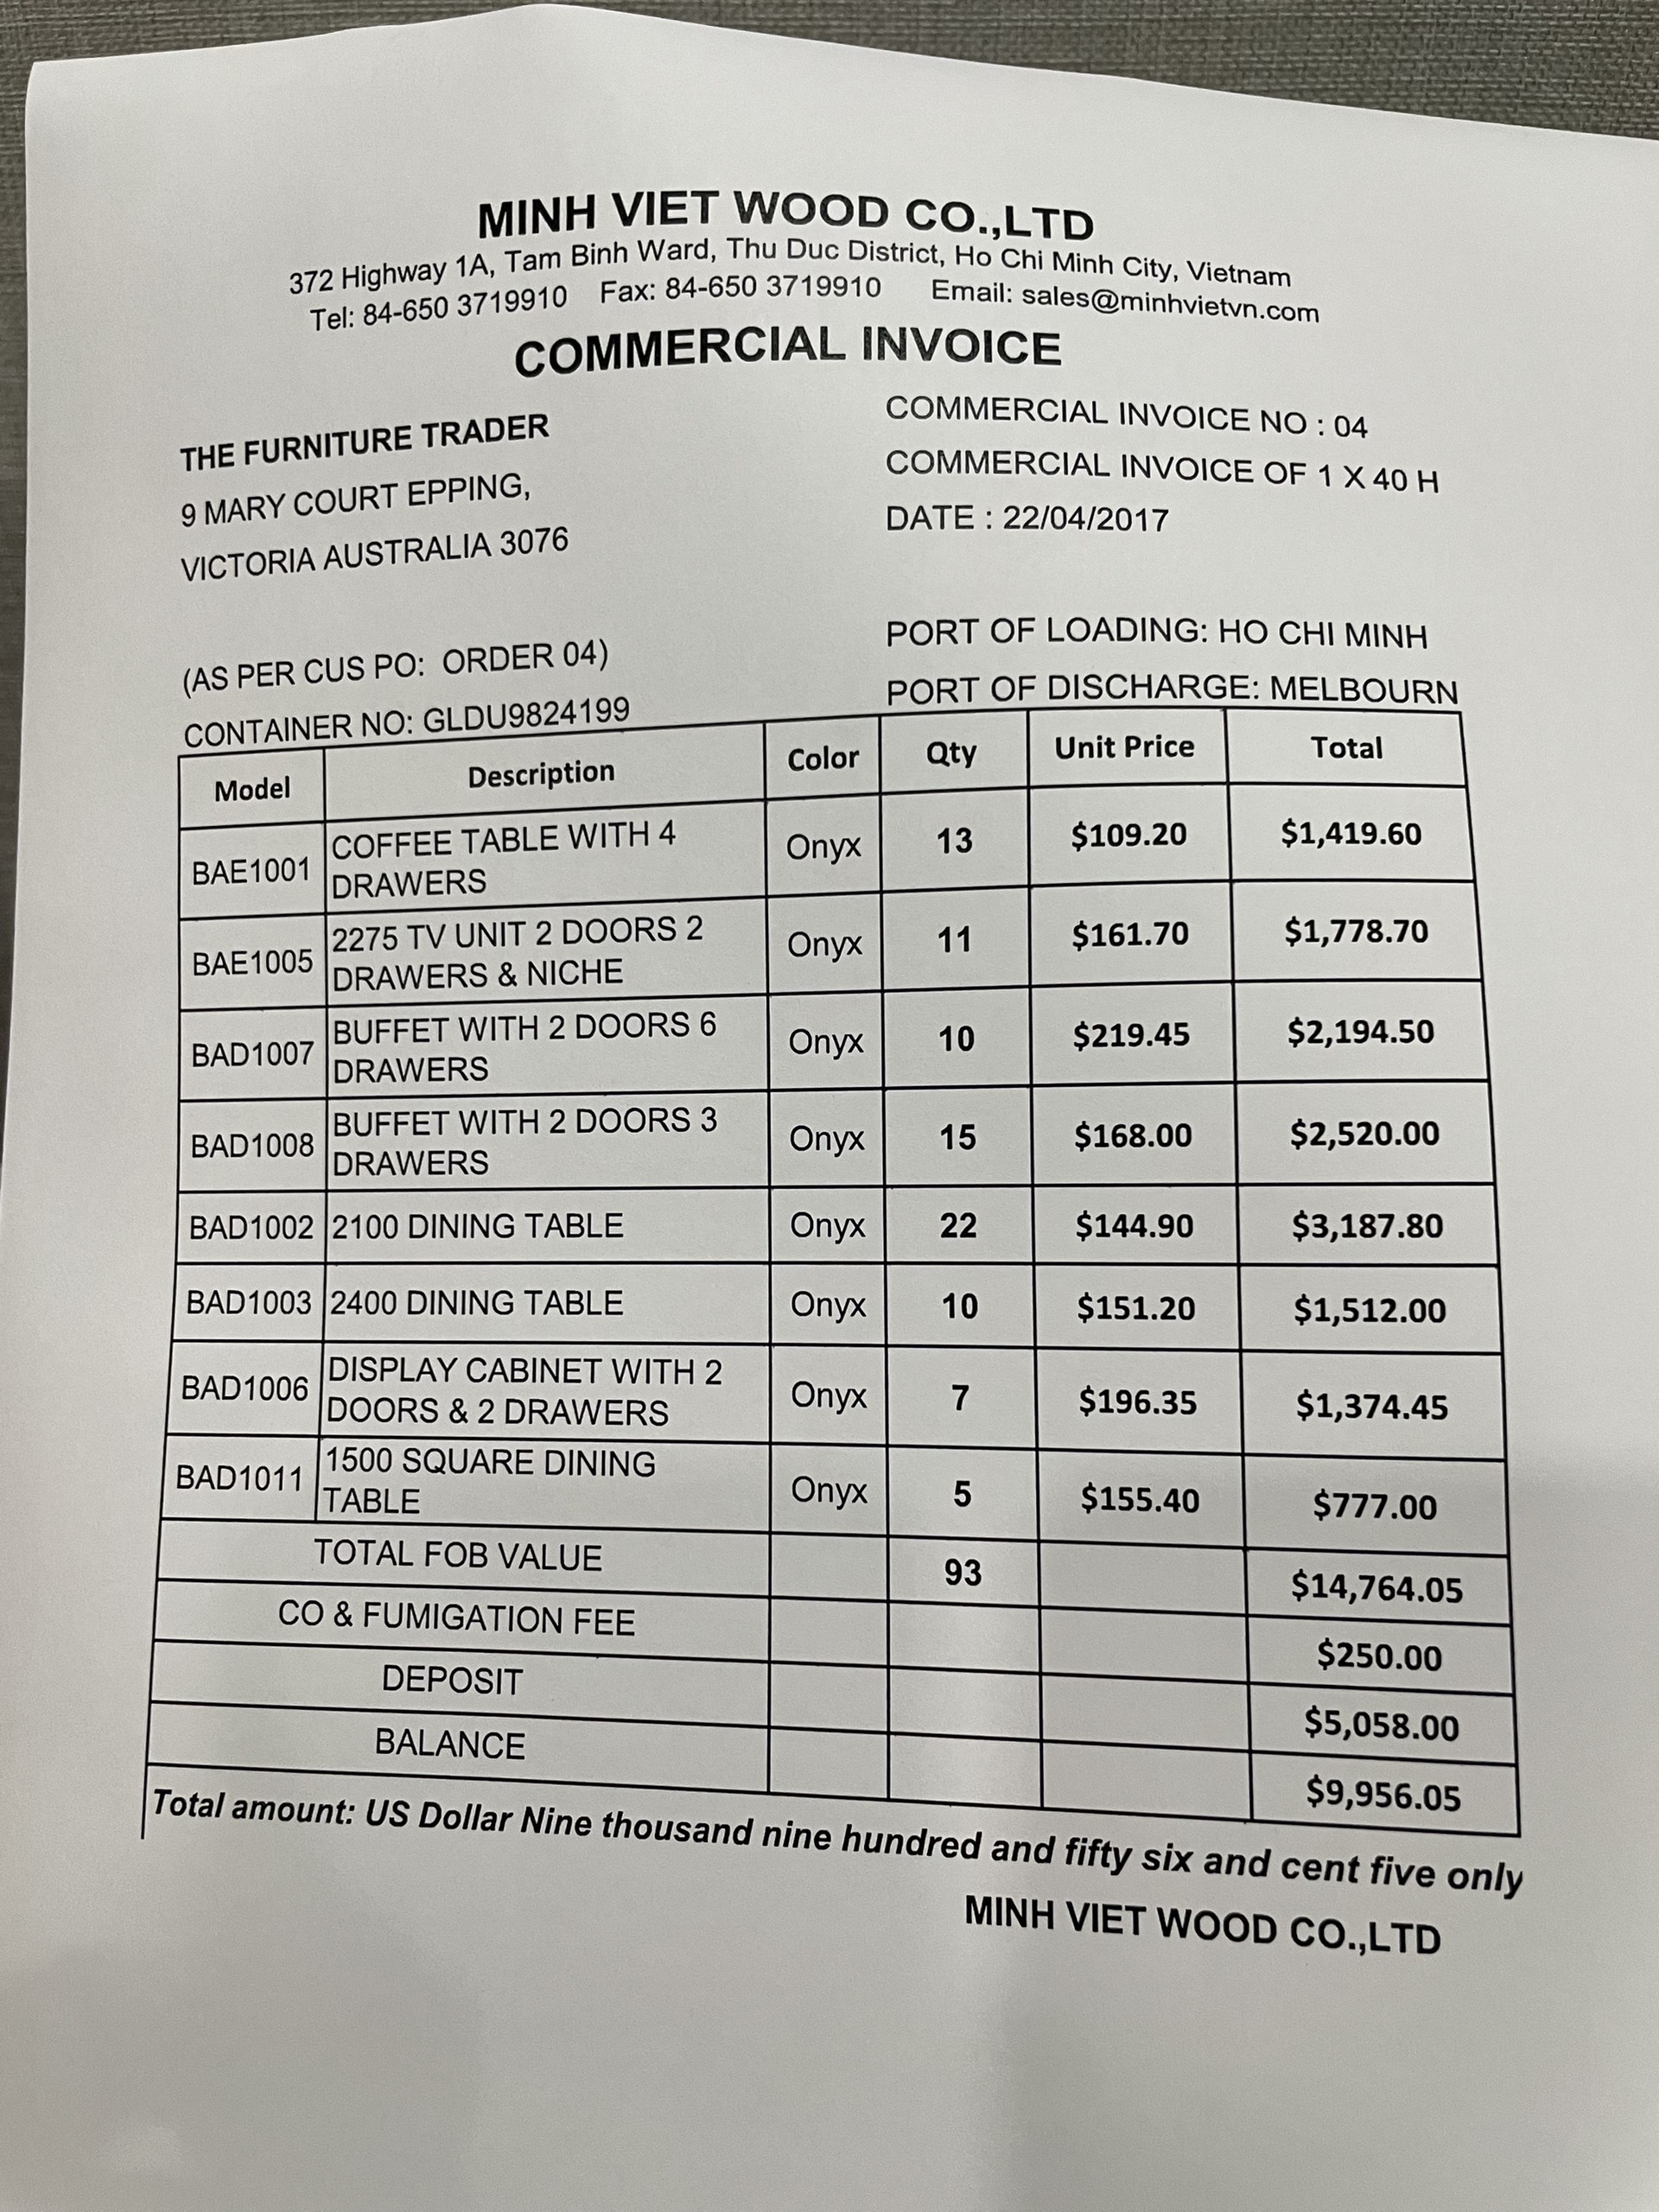 MINH VIET WOOD CO.,LTD
372 Highway 1A, Tam Binh Ward, Thu Duc District, Ho Chi Minh City, Vietnam
Tel: 84-650 3719910 Fax: 84-650 3719910 Email: sales@minhvietvn.com
COMMERCIAL INVOICE
THE FURNITURE TRADER
9 MARY COURT EPPING,
VICTORIA AUSTRALIA 3076
COMMERCIAL INVOICE NO : 04
COMMERCIAL INVOICE OF 1 X 40 H
DATE : 22/04/2017
(AS PER CUS PO: ORDER 04)
CONTAINER NO: GLDU9824199
PORT OF LOADING: HO CHI MINH
PORT OF DISCHARGE: MELBOURN
Model Description Color Qty Unit Price Total
BAE1001 COFFEE TABLE WITH 4 DRAWERS Onyx 13 $109.20 $1,419.60
BAE1005 2275 TV UNIT 2 DOORS 2 DRAWERS & NICHE Onyx 11 $161.70 $1,778.70
BAD1007 BUFFET WITH 2 DOORS 6 DRAWERS Onyx 10 $219.45 $2,194.50
BAD1008 BUFFET WITH 2 DOORS 3 DRAWERS Onyx 15 $168.00 $2,520.00
BAD1002 2100 DINING TABLE Onyx 22 $144.90 $3,187.80
BAD1003 2400 DINING TABLE Onyx 10 $151.20 $1,512.00
BAD1006 DISPLAY CABINET WITH 2 DOORS & 2 DRAWERS Onyx 7 $196.35 $1,374.45
BAD1011 1500 SQUARE DINING TABLE Onyx 5 $155.40 $777.00
TOTAL FOB VALUE 93 $14,764.05
CO & FUMIGATION FEE $250.00
DEPOSIT $5,058.00
BALANCE $9,956.05
Total amount: US Dollar Nine thousand nine hundred and fifty six and cent five only
MINH VIET WOOD CO.,LTD